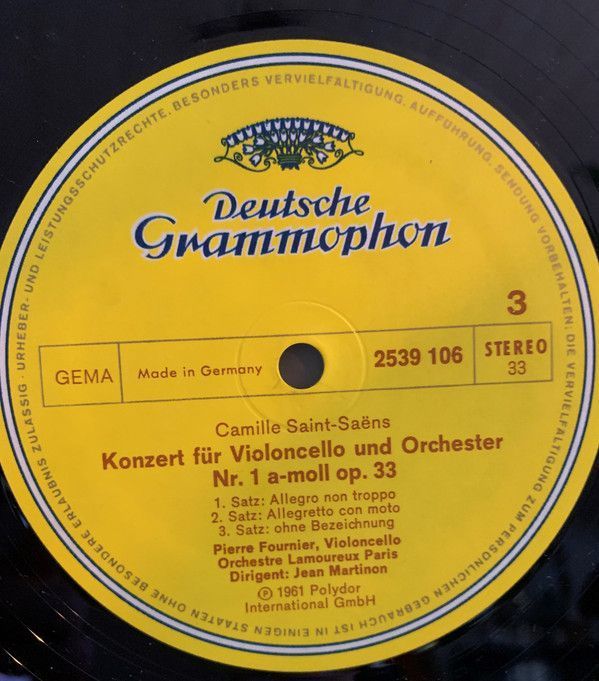 URHEBER- UND LEISTUNGSSCHUTZRECHTE. BESONDERS VERVIELFÄLTIGUNG, AUFFÜHRUNG, SENDUNG VORBEHALTEN; DIE VERVIELFÄLTIGUNG ZUM PERSÖNLICHEN GEBRAUCH IST IN EINIGEN STAATEN OHNE BESONDERE ERLAUBNIS ZULÄSSIG ·
Deutsche
Grammophon
3
GEMA Made in Germany 2539 106 STEREO
33
Camille Saint-Saëns
Konzert für Violoncello und Orchester
Nr. 1 a-moll op. 33
1. Satz: Allegro non troppo
2. Satz: Allegretto con moto
3. Satz: ohne Bezeichnung
Pierre Fournier, Violoncello
Orchestre Lamoureux Paris
Dirigent: Jean Martinon
Ⓟ 1961 Polydor
International GmbH